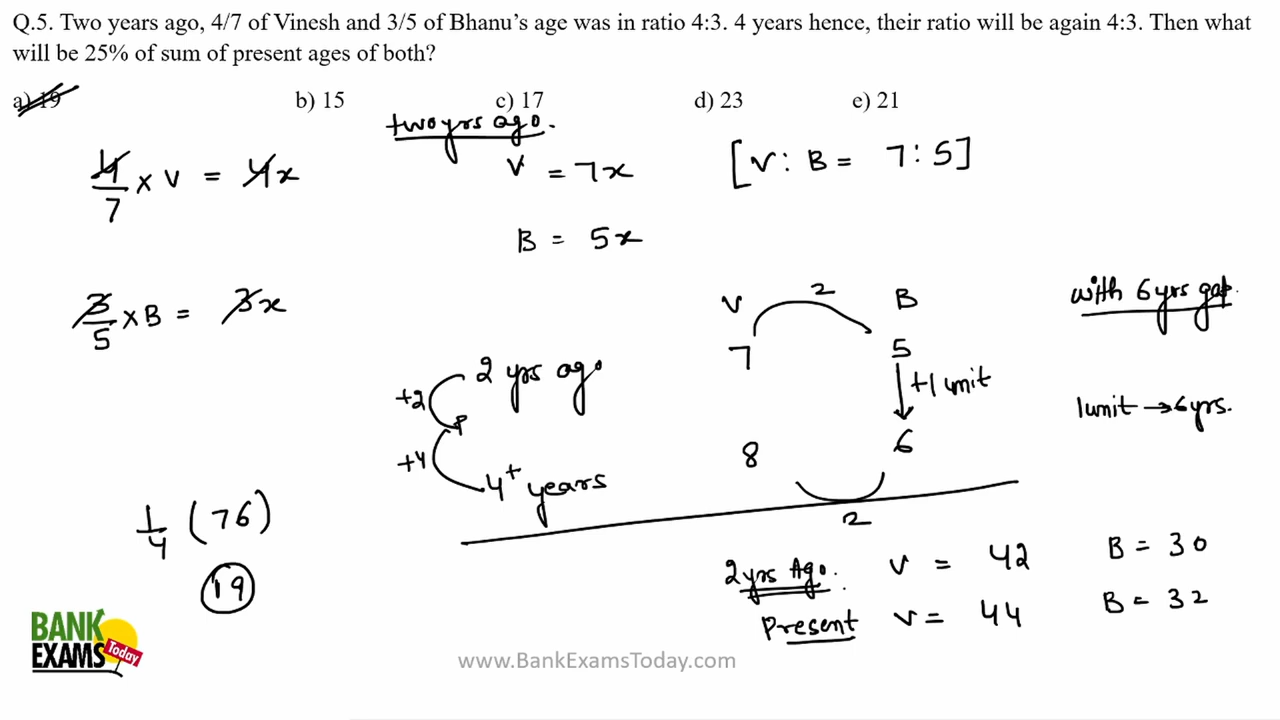 Q.5. Two years ago, 4/7 of Vinesh and 3/5 of Bhanu’s age was in ratio 4:3. 4 years hence, their ratio will be again 4:3. Then what
will be 25% of sum of present ages of both?
a) 19 b) 15 c) 17 d) 23 e) 21
two yrs ago.
4/7 × V = 4x
V = 7x
[V : B = 7 : 5]
B = 5x
3/5 × B = 3x
V 2 B
with 6 yrs gap.
7 5
2 yrs ago
+2
+1 unit
1 unit → 6 yrs.
P
8 6
+4
4+ years
2
1/4 (76)
19
2 yrs Ago. V = 42 B = 30
Present V = 44 B = 32
BANK
EXAMS Today
www.BankExamsToday.com